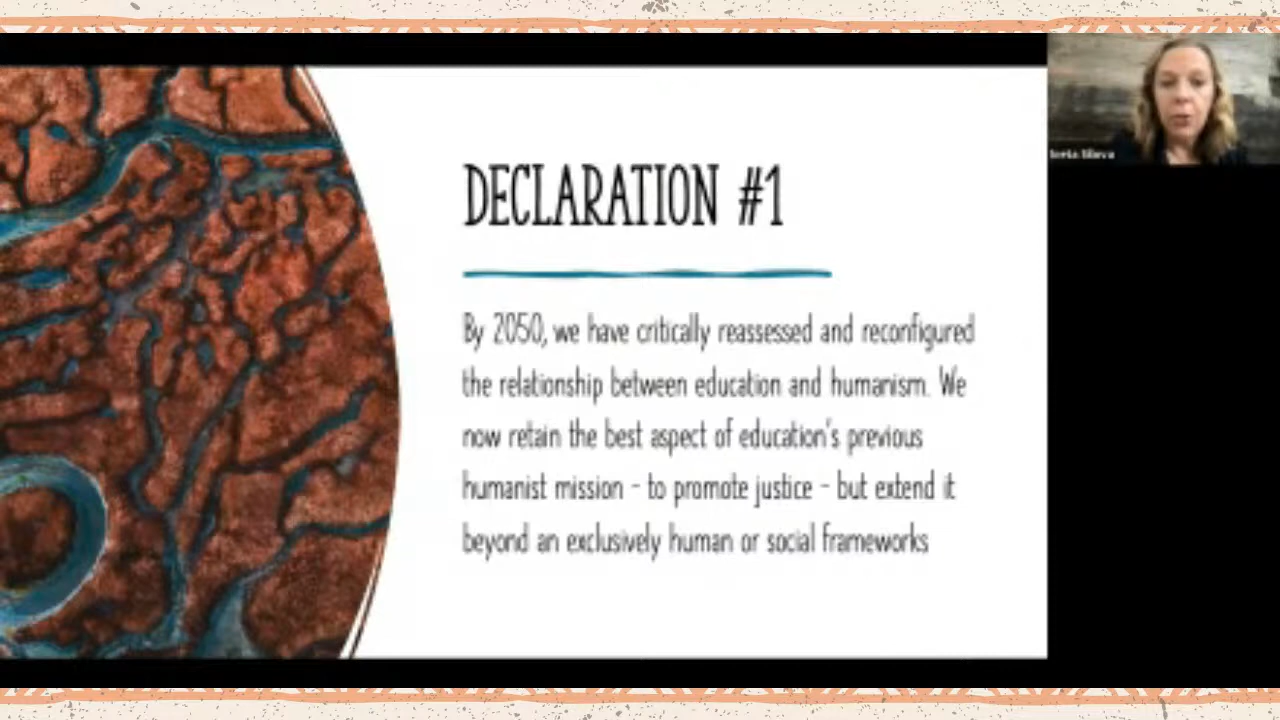 DECLARATION #1
By 2050, we have critically reassessed and reconfigured
the relationship between education and humanism. We
now retain the best aspect of education's previous
humanist mission - to promote justice - but extend it
beyond an exclusively human or social frameworks